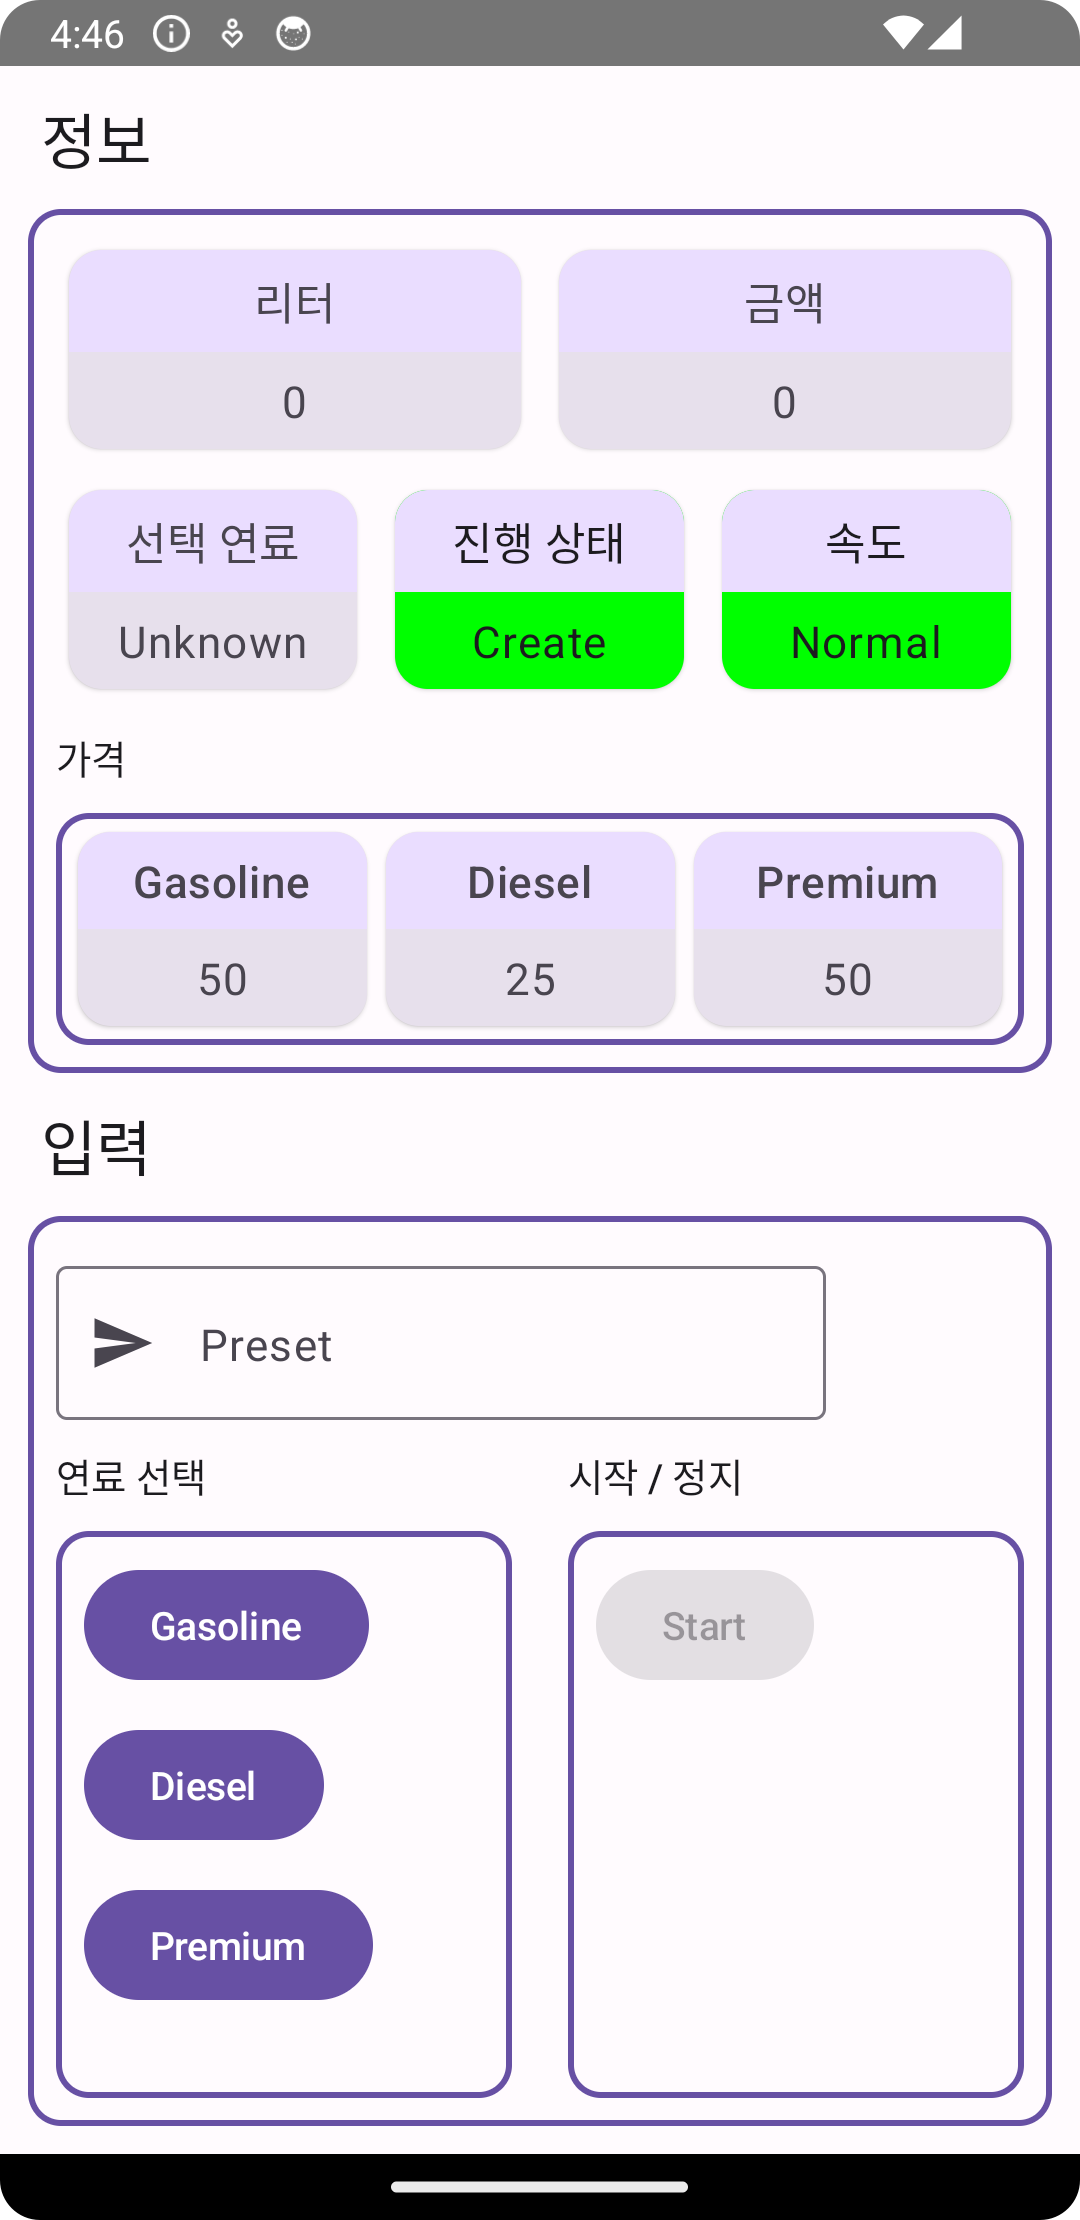 4:46
정보
리터 금액
0 0
선택 연료 진행 상태 속도
Unknown Create Normal
가격
Gasoline Diesel Premium
50 25 50
입력
Preset
연료 선택 시작 / 정지
Gasoline Start
Diesel
Premium